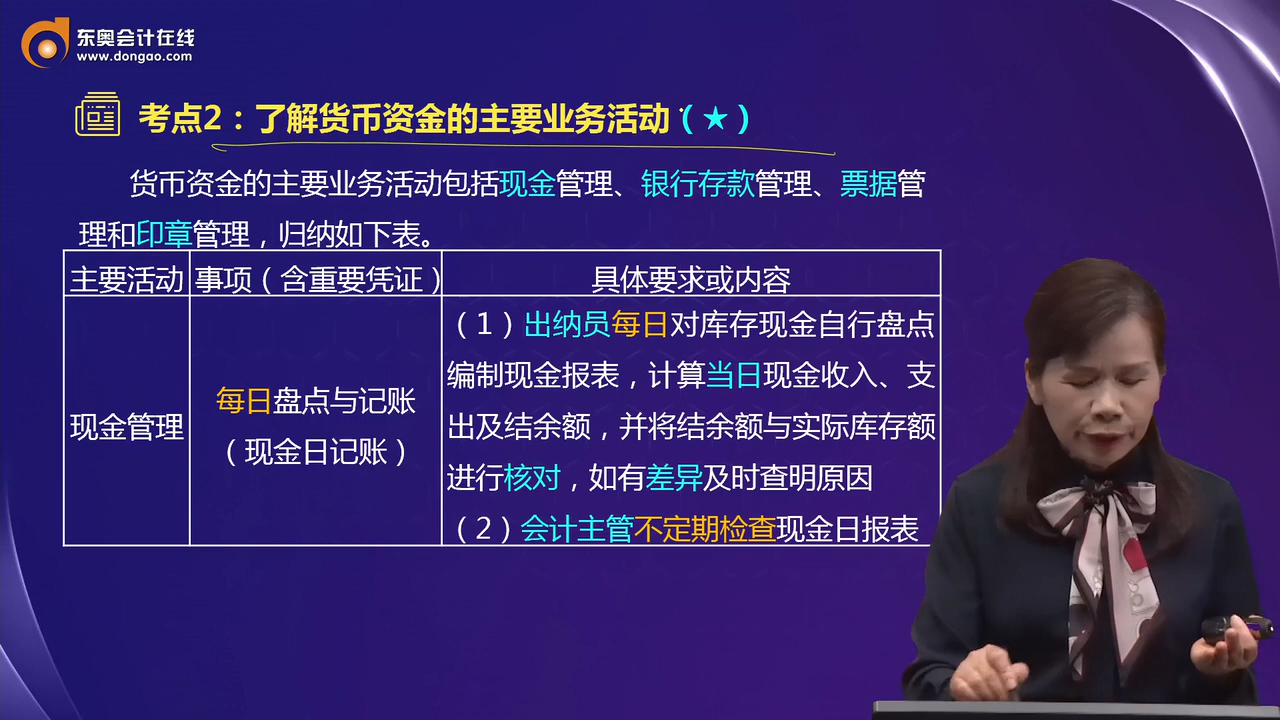 东奥会计在线
www.dongao.com
考点2：了解货币资金的主要业务活动（★）
货币资金的主要业务活动包括现金管理、银行存款管理、票据管
理和印章管理，归纳如下表。
主要活动
事项（含重要凭证）
具体要求或内容
现金管理
每日盘点与记账
（现金日记账）
（1）出纳员每日对库存现金自行盘点
编制现金报表，计算当日现金收入、支
出及结余额，并将结余额与实际库存额
进行核对，如有差异及时查明原因
（2）会计主管不定期检查现金日报表